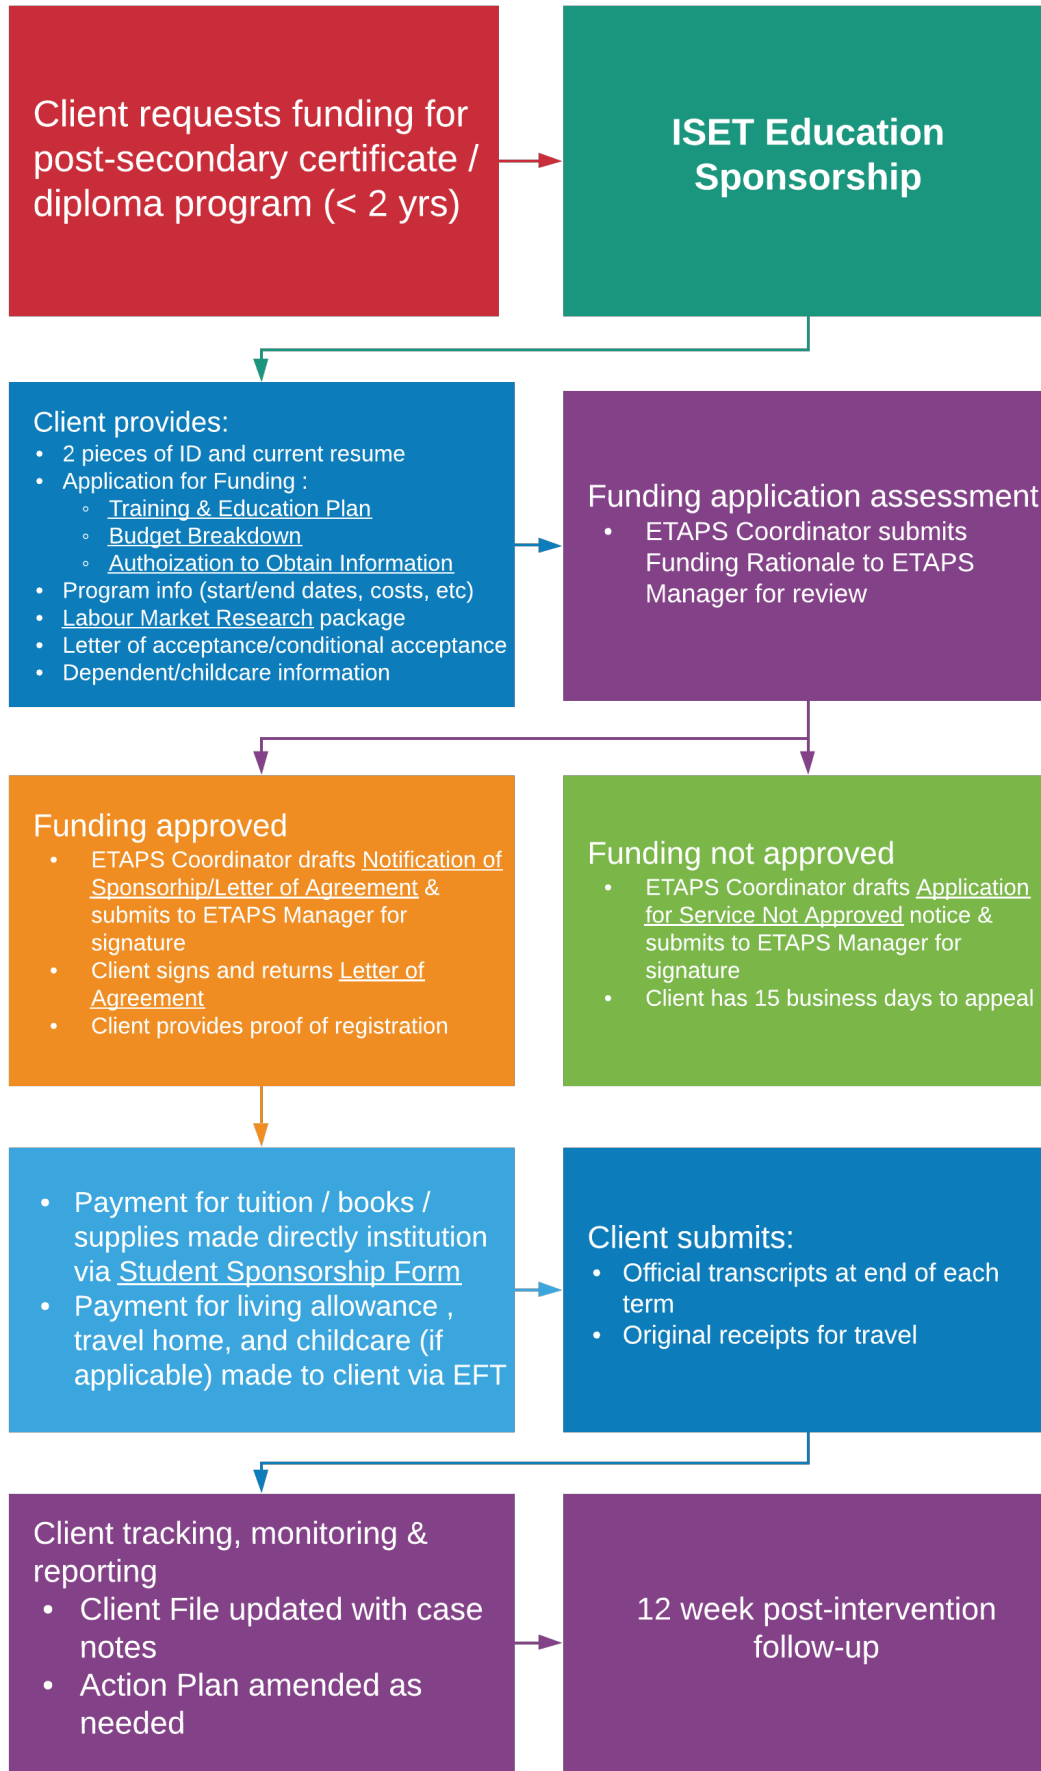 Client requests funding for
post-secondary certificate /
diploma program (< 2 yrs)
ISET Education
Sponsorship
Client provides:
• 2 pieces of ID and current resume
• Application for Funding :
◦ Training & Education Plan
◦ Budget Breakdown
◦ Authoization to Obtain Information
• Program info (start/end dates, costs, etc)
• Labour Market Research package
• Letter of acceptance/conditional acceptance
• Dependent/childcare information
Funding application assessment
• ETAPS Coordinator submits
Funding Rationale to ETAPS
Manager for review
Funding approved
• ETAPS Coordinator drafts Notification of
Sponsorhip/Letter of Agreement &
submits to ETAPS Manager for
signature
• Client signs and returns Letter of
Agreement
• Client provides proof of registration
Funding not approved
• ETAPS Coordinator drafts Application
for Service Not Approved notice &
submits to ETAPS Manager for
signature
• Client has 15 business days to appeal
• Payment for tuition / books /
supplies made directly institution
via Student Sponsorship Form
• Payment for living allowance ,
travel home, and childcare (if
applicable) made to client via EFT
Client submits:
• Official transcripts at end of each
term
• Original receipts for travel
Client tracking, monitoring &
reporting
• Client File updated with case
notes
• Action Plan amended as
needed
12 week post-intervention
follow-up